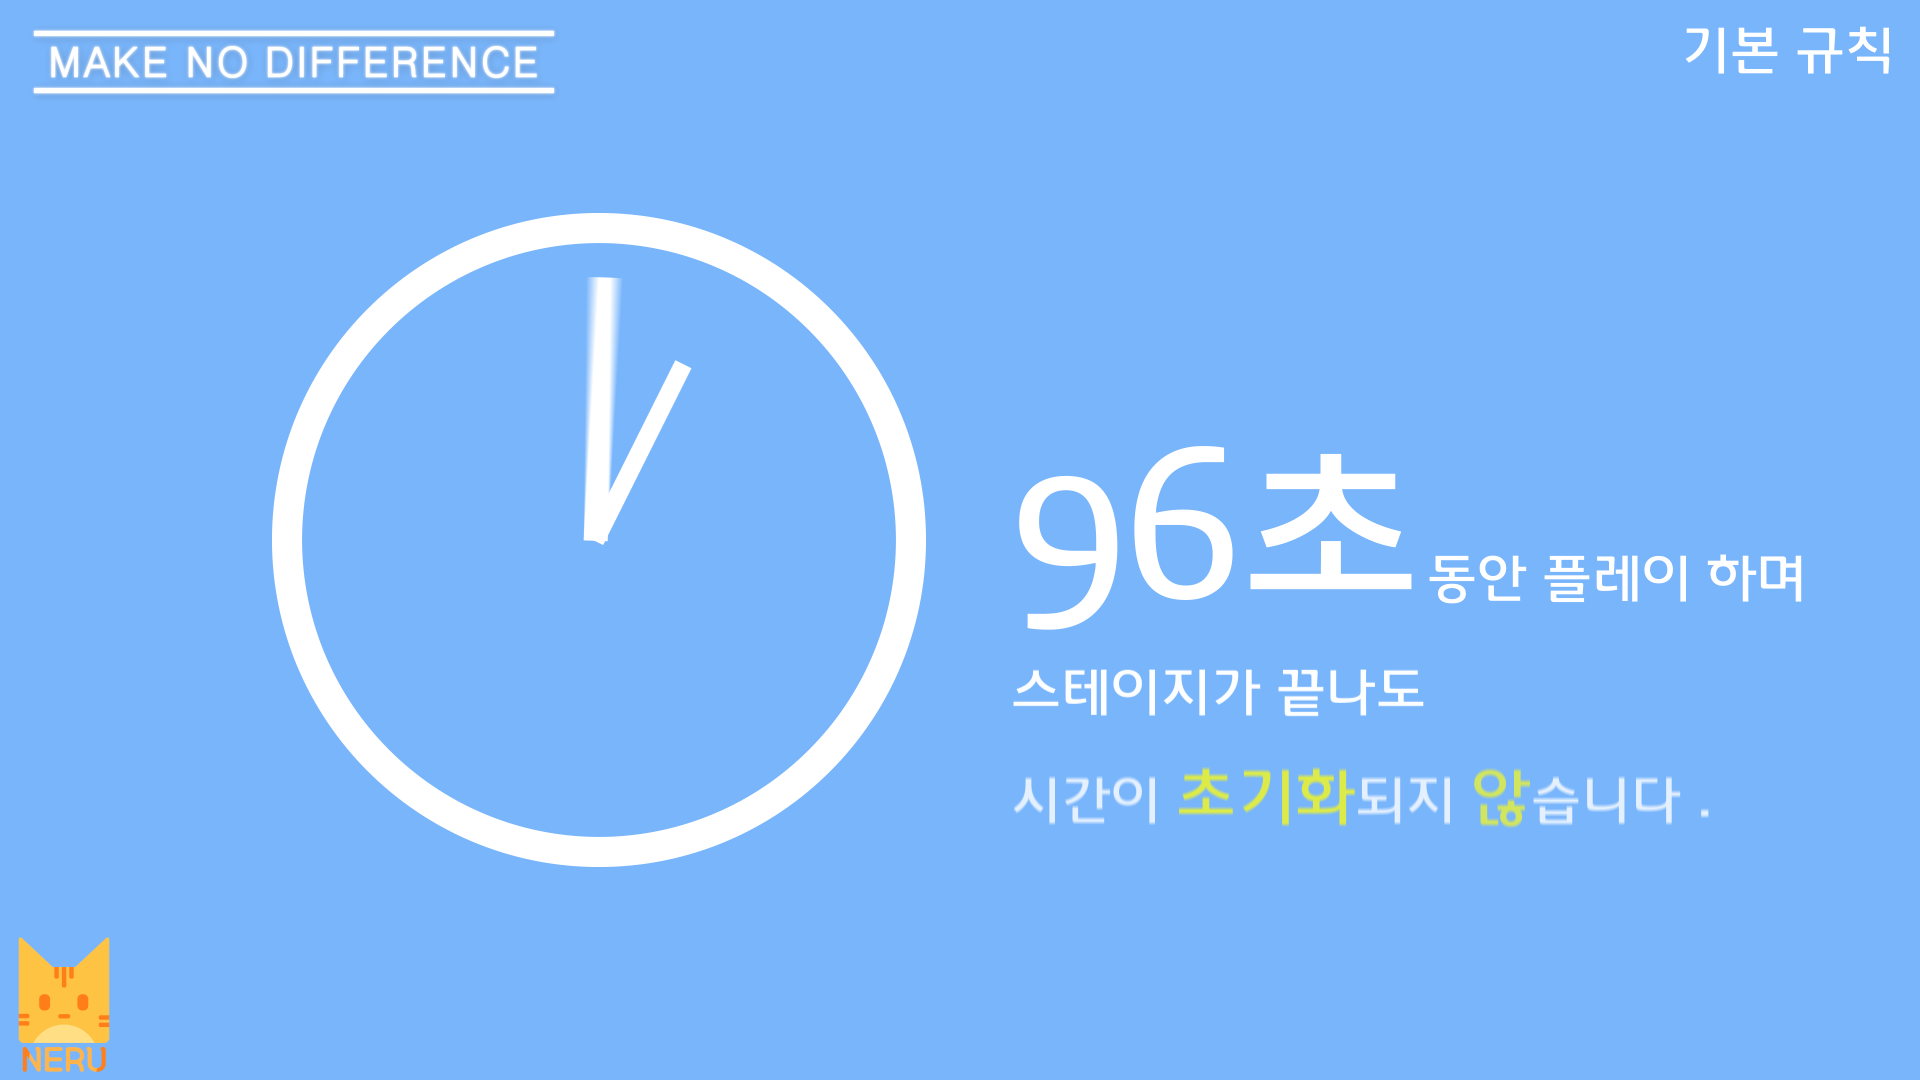 MAKE NO DIFFERENCE
기본 규칙
96초 동안 플레이 하며
스테이지가 끝나도
시간이 초기화되지 않습니다 .
NERU